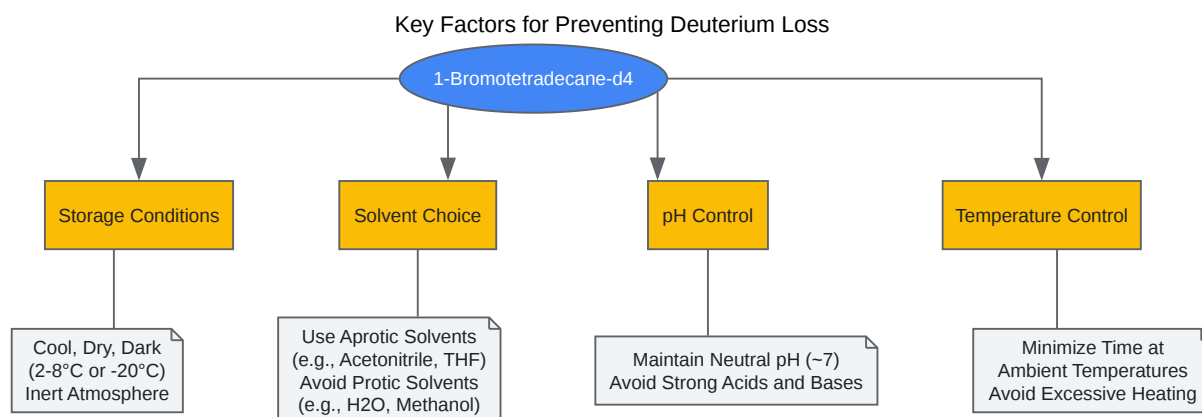 Key Factors for Preventing Deuterium Loss
1-Bromotetradecane-d4
Storage Conditions
Solvent Choice
pH Control
Temperature Control
Cool, Dry, Dark
(2-8°C or -20°C)
Inert Atmosphere
Use Aprotic Solvents
(e.g., Acetonitrile, THF)
Avoid Protic Solvents
(e.g., H2O, Methanol)
Maintain Neutral pH (~7)
Avoid Strong Acids and Bases
Minimize Time at
Ambient Temperatures
Avoid Excessive Heating